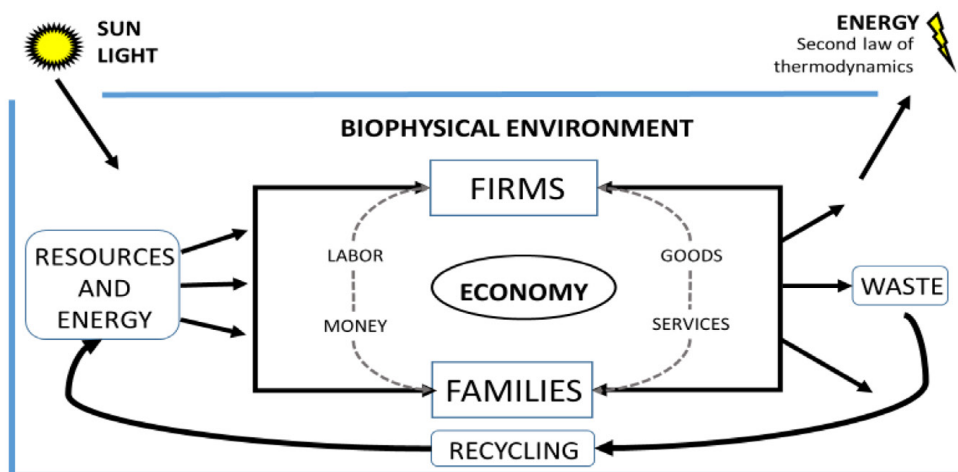 SUN
LIGHT
ENERGY
Second law of
thermodynamics
BIOPHYSICAL ENVIRONMENT
FIRMS
RESOURCES
AND
ENERGY
LABOR
GOODS
ECONOMY
WASTE
MONEY
SERVICES
FAMILIES
RECYCLING